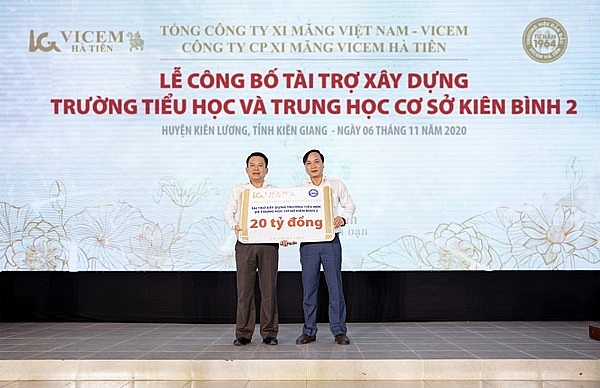 VICEM
HÀ TIÊN
TỔNG CÔNG TY XI MĂNG VIỆT NAM - VICEM
CÔNG TY CP XI MĂNG VICEM HÀ TIÊN
TỪ NĂM
1964
LỄ CÔNG BỐ TÀI TRỢ XÂY DỰNG
TRƯỜNG TIỂU HỌC VÀ TRUNG HỌC CƠ SỞ KIÊN BÌNH 2
HUYỆN KIÊN LƯƠNG, TỈNH KIÊN GIANG - NGÀY 06 THÁNG 11 NĂM 2020
VICEM
TÀI TRỢ XÂY DỰNG TRƯỜNG TIỂU HỌC
VÀ TRUNG HỌC CƠ SỞ KIÊN BÌNH 2
20 tỷ đồng